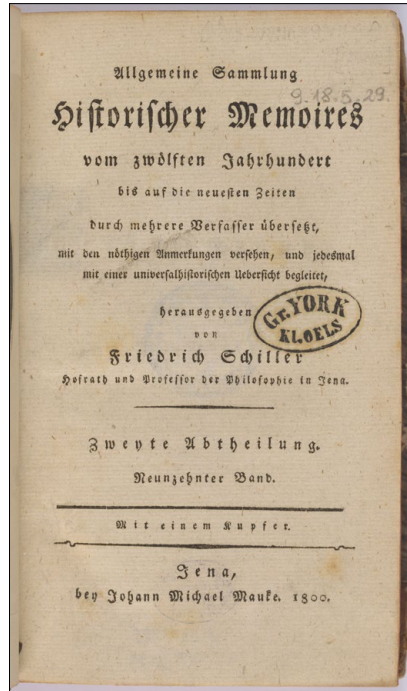 Allgemeine Sammlung
9.18.5.29.
Historischer Memoires
vom zwölften Jahrhundert
bis auf die neuesten Zeiten
durch mehrere Verfasser übersetzt,
mit den nöthigen Anmerkungen versehen, und jedesmal
mit einer universalhistorischen Uebersicht begleitet,
herausgegeben
von
Gr. YORK
KL. OELS
Friedrich Schiller
Hofrath und Professor der Philosophie in Jena.
Zweyte Abtheilung.
Neunzehnter Band.
Mit einem Kupfer.
Jena,
bey Johann Michael Mauke. 1800.